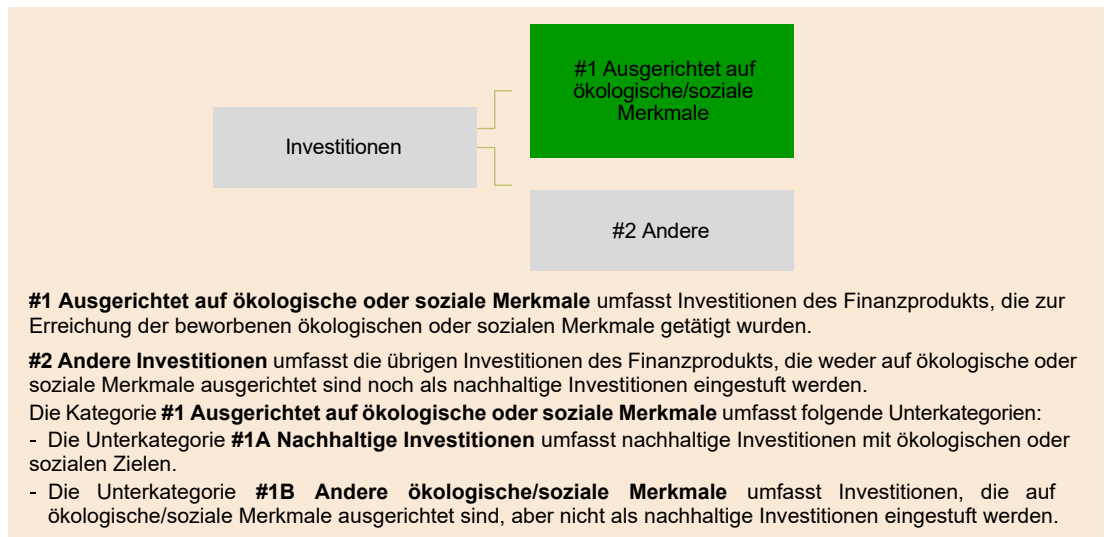 #1 Ausgerichtet auf
ökologische/soziale
Merkmale
Investitionen
#2 Andere
#1 Ausgerichtet auf ökologische oder soziale Merkmale umfasst Investitionen des Finanzprodukts, die zur
Erreichung der beworbenen ökologischen oder sozialen Merkmale getätigt wurden.
#2 Andere Investitionen umfasst die übrigen Investitionen des Finanzprodukts, die weder auf ökologische oder
soziale Merkmale ausgerichtet sind noch als nachhaltige Investitionen eingestuft werden.
Die Kategorie #1 Ausgerichtet auf ökologische oder soziale Merkmale umfasst folgende Unterkategorien:
- Die Unterkategorie #1A Nachhaltige Investitionen umfasst nachhaltige Investitionen mit ökologischen oder
sozialen Zielen.
- Die Unterkategorie #1B Andere ökologische/soziale Merkmale umfasst Investitionen, die auf
ökologische/soziale Merkmale ausgerichtet sind, aber nicht als nachhaltige Investitionen eingestuft werden.